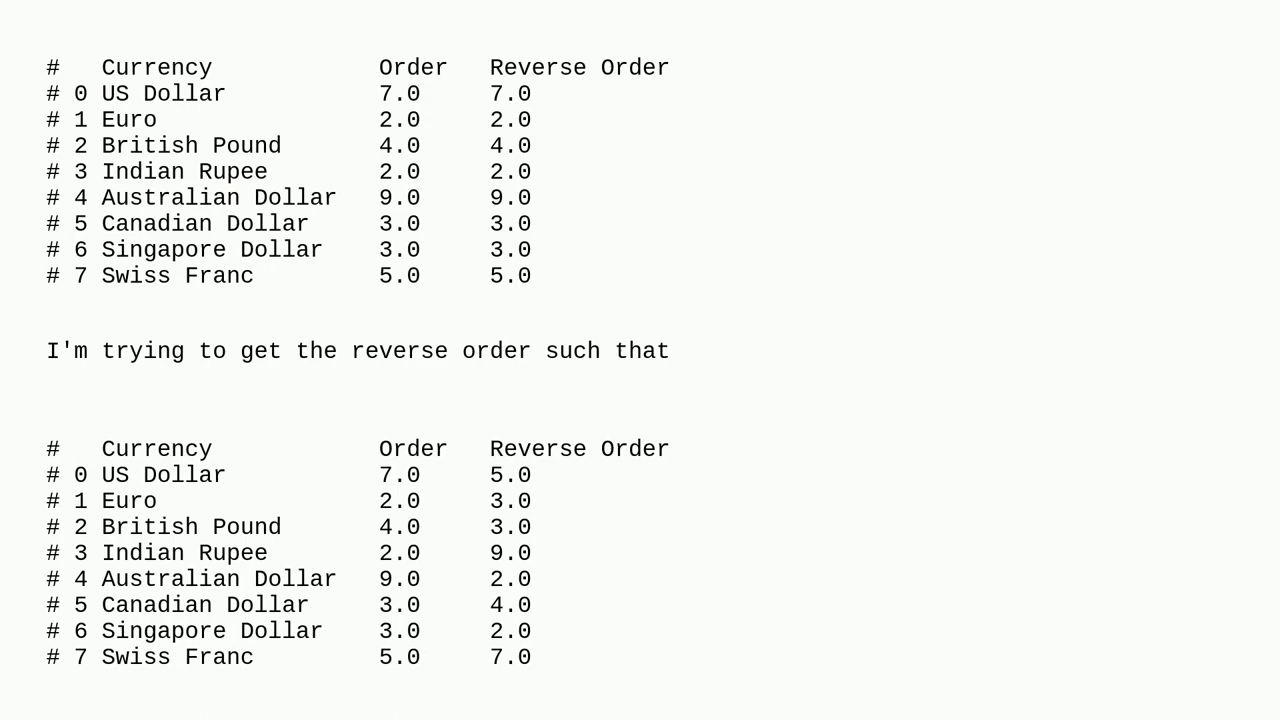 #   Currency            Order   Reverse Order
# 0 US Dollar           7.0     7.0
# 1 Euro                2.0     2.0
# 2 British Pound       4.0     4.0
# 3 Indian Rupee        2.0     2.0
# 4 Australian Dollar   9.0     9.0
# 5 Canadian Dollar     3.0     3.0
# 6 Singapore Dollar    3.0     3.0
# 7 Swiss Franc         5.0     5.0
I'm trying to get the reverse order such that
#   Currency            Order   Reverse Order
# 0 US Dollar           7.0     5.0
# 1 Euro                2.0     3.0
# 2 British Pound       4.0     3.0
# 3 Indian Rupee        2.0     9.0
# 4 Australian Dollar   9.0     2.0
# 5 Canadian Dollar     3.0     4.0
# 6 Singapore Dollar    3.0     2.0
# 7 Swiss Franc         5.0     7.0